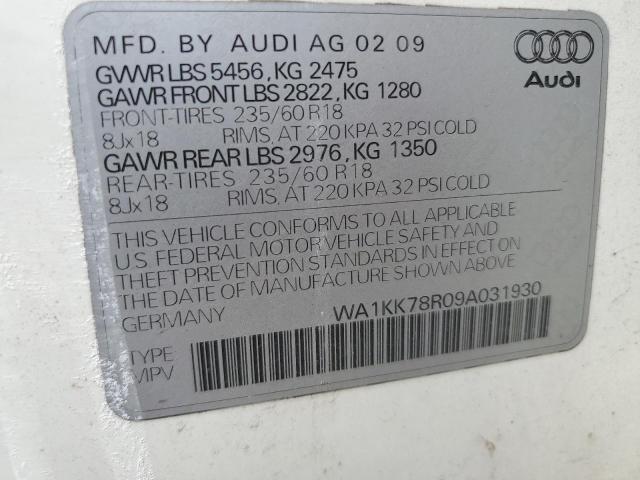 MFD. BY AUDI AG 02 09
GVWR LBS 5456, KG 2475
GAWR FRONT LBS 2822, KG 1280
FRONT-TIRES 235/60 R18
8Jx18 RIMS, AT 220 KPA 32 PSI COLD
GAWR REAR LBS 2976, KG 1350
REAR-TIRES 235/60 R18
8Jx18 RIMS, AT 220 KPA 32 PSI COLD
THIS VEHICLE CONFORMS TO ALL APPLICABLE
U.S. FEDERAL MOTOR VEHICLE SAFETY AND
THEFT PREVENTION STANDARDS IN EFFECT ON
THE DATE OF MANUFACTURE SHOWN ABOVE
GERMANY WA1KK78R09A031930
TYPE
MPV
Audi